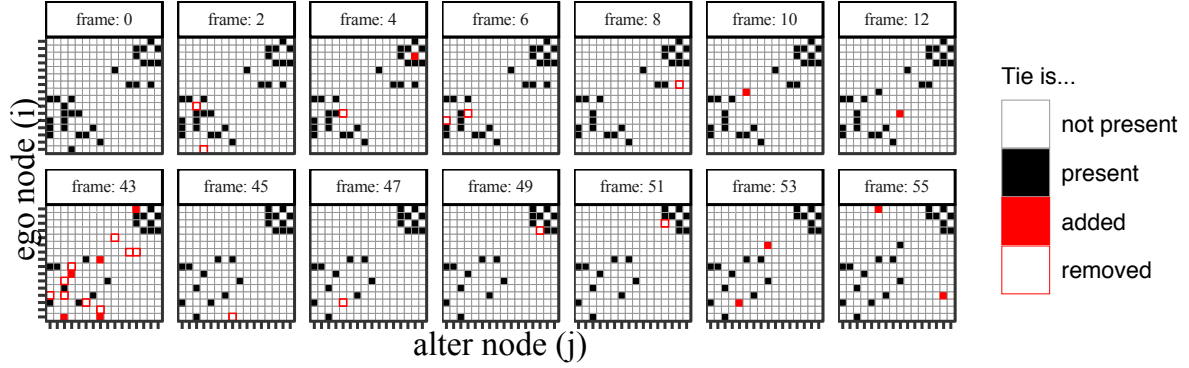 frame: 0
frame: 2
frame: 4
frame: 6
frame: 8
frame: 10
frame: 12
frame: 43
frame: 45
frame: 47
frame: 49
frame: 51
frame: 53
frame: 55
ego node (i)
alter node (j)
Tie is...
not present
present
added
removed